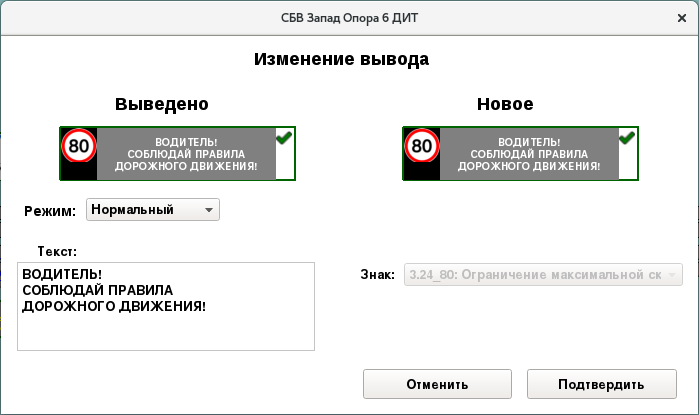 СБВ Запад Опора 6 ДИТ
Изменение вывода
Выведено
Новое
80
ВОДИТЕЛЬ!
СОБЛЮДАЙ ПРАВИЛА
ДОРОЖНОГО ДВИЖЕНИЯ!
80
ВОДИТЕЛЬ!
СОБЛЮДАЙ ПРАВИЛА
ДОРОЖНОГО ДВИЖЕНИЯ!
Режим: Нормальный
Текст:
ВОДИТЕЛЬ!
СОБЛЮДАЙ ПРАВИЛА
ДОРОЖНОГО ДВИЖЕНИЯ!
Знак: 3.24_80: Ограничение максимальной ск
Отменить
Подтвердить